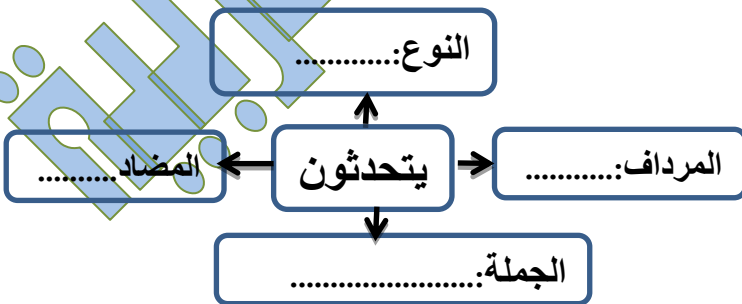 النوع:.............
المرداف:............
يتحدثون
المضاد..........
الجملة:........................